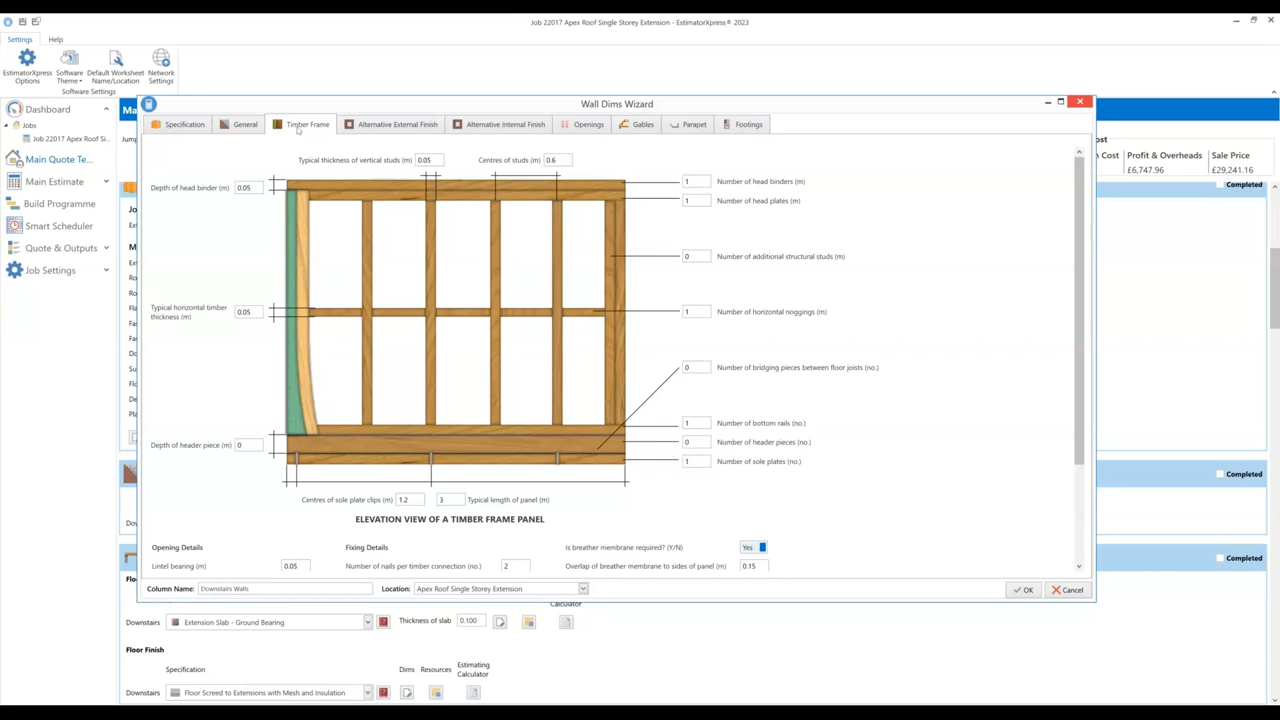 Job 22017 Apex Roof Single Storey Extension - EstimatorXpress® 2023
Settings Help
EstimatorXpress Options
Software Theme
Default Worksheet Name/Location
Network Settings
Software Settings
Dashboard
Jobs
Job 22017 Apex Roof Si...
Main Quote Te...
Main Estimate
Build Programme
Smart Scheduler
Quote & Outputs
Job Settings
Ma
Jump
Cost
Profit & Overheads
£6,747.96
Sale Price
£29,241.16
Completed
Completed
Completed
Wall Dims Wizard
Specification General Timber Frame Alternative External Finish Alternative Internal Finish Openings Gables Parapet Footings
Typical thickness of vertical studs (m) 0.05 Centres of studs (m) 0.6
Depth of head binder (m) 0.05
1 Number of head binders (m)
1 Number of head plates (m)
0 Number of additional structural studs (m)
Typical horizontal timber
thickness (m) 0.05
1 Number of horizontal noggings (m)
0 Number of bridging pieces between floor joists (no.)
1 Number of bottom rails (no.)
Depth of header piece (m) 0
0 Number of header pieces (no.)
1 Number of sole plates (no.)
Centres of sole plate clips (m) 1.2 3 Typical length of panel (m)
ELEVATION VIEW OF A TIMBER FRAME PANEL
Opening Details Fixing Details Is breather membrane required? (Y/N) Yes
Lintel bearing (m) 0.05 Number of nails per timber connection (no.) 2 Overlap of breather membrane to sides of panel (m) 0.15
Column Name: Downstairs Walls Location: Apex Roof Single Storey Extension OK Cancel
Calculator
Downstairs Extension Slab - Ground Bearing Thickness of slab 0.100
Floor Finish
Specification Dims Resources Estimating Calculator
Downstairs Floor Screed to Extensions with Mesh and Insulation